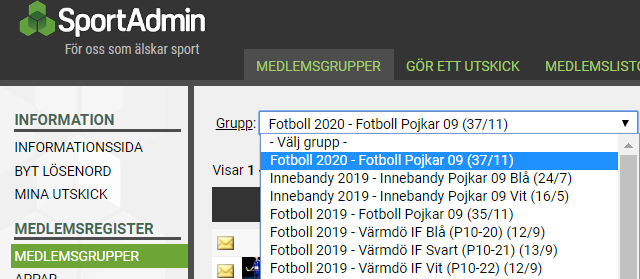 SportAdmin
För oss som älskar sport
MEDLEMSGRUPPER GÖR ETT UTSKICK MEDLEMSLIST
INFORMATION
INFORMATIONSSIDA
BYT LÖSENORD
MINA UTSKICK
MEDLEMSREGISTER
MEDLEMSGRUPPER
Grupp: Fotboll 2020 - Fotboll Pojkar 09 (37/11)
- Välj grupp -
Fotboll 2020 - Fotboll Pojkar 09 (37/11)
Innebandy 2019 - Innebandy Pojkar 09 Blå (24/7)
Innebandy 2019 - Innebandy Pojkar 09 Vit (16/5)
Fotboll 2019 - Fotboll Pojkar 09 (35/11)
Fotboll 2019 - Värmdö IF Blå (P10-20) (12/9)
Fotboll 2019 - Värmdö IF Svart (P10-21) (13/9)
Fotboll 2019 - Värmdö IF Vit (P10-22) (12/9)
Visar 1